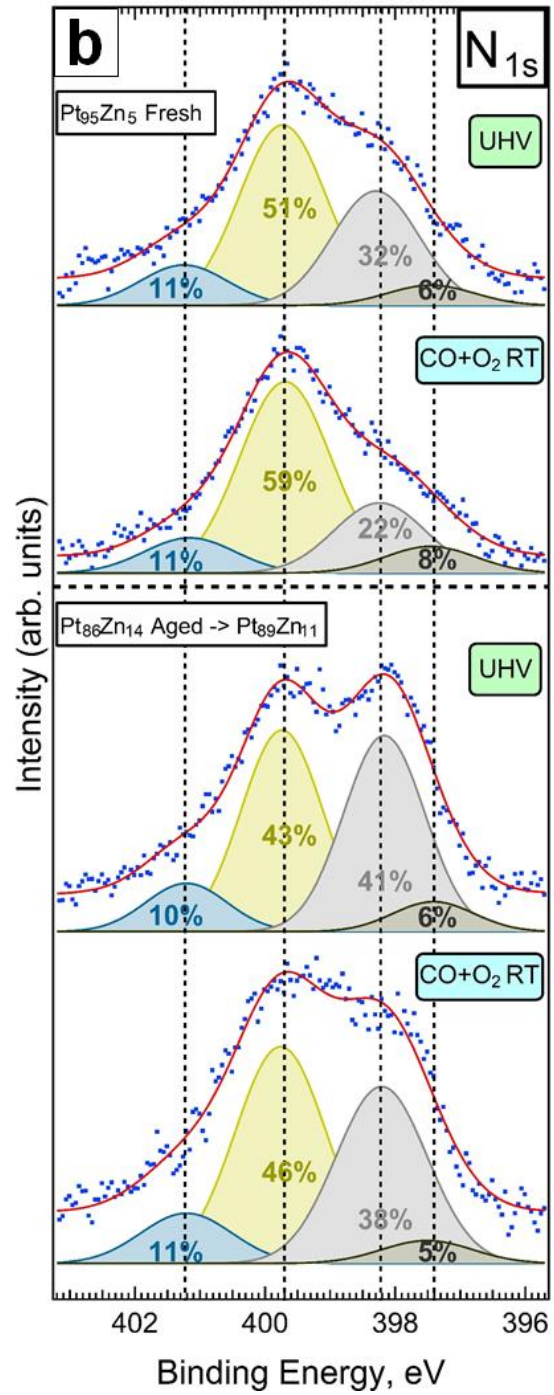 b
N1s
Pt95Zn5 Fresh
UHV
51%
32%
11%
6%
CO+O2 RT
59%
22%
11%
8%
Pt86Zn14 Aged -> Pt89Zn11
UHV
43%
41%
10%
6%
CO+O2 RT
46%
38%
11%
5%
Intensity (arb. units)
402 400 398 396
Binding Energy, eV